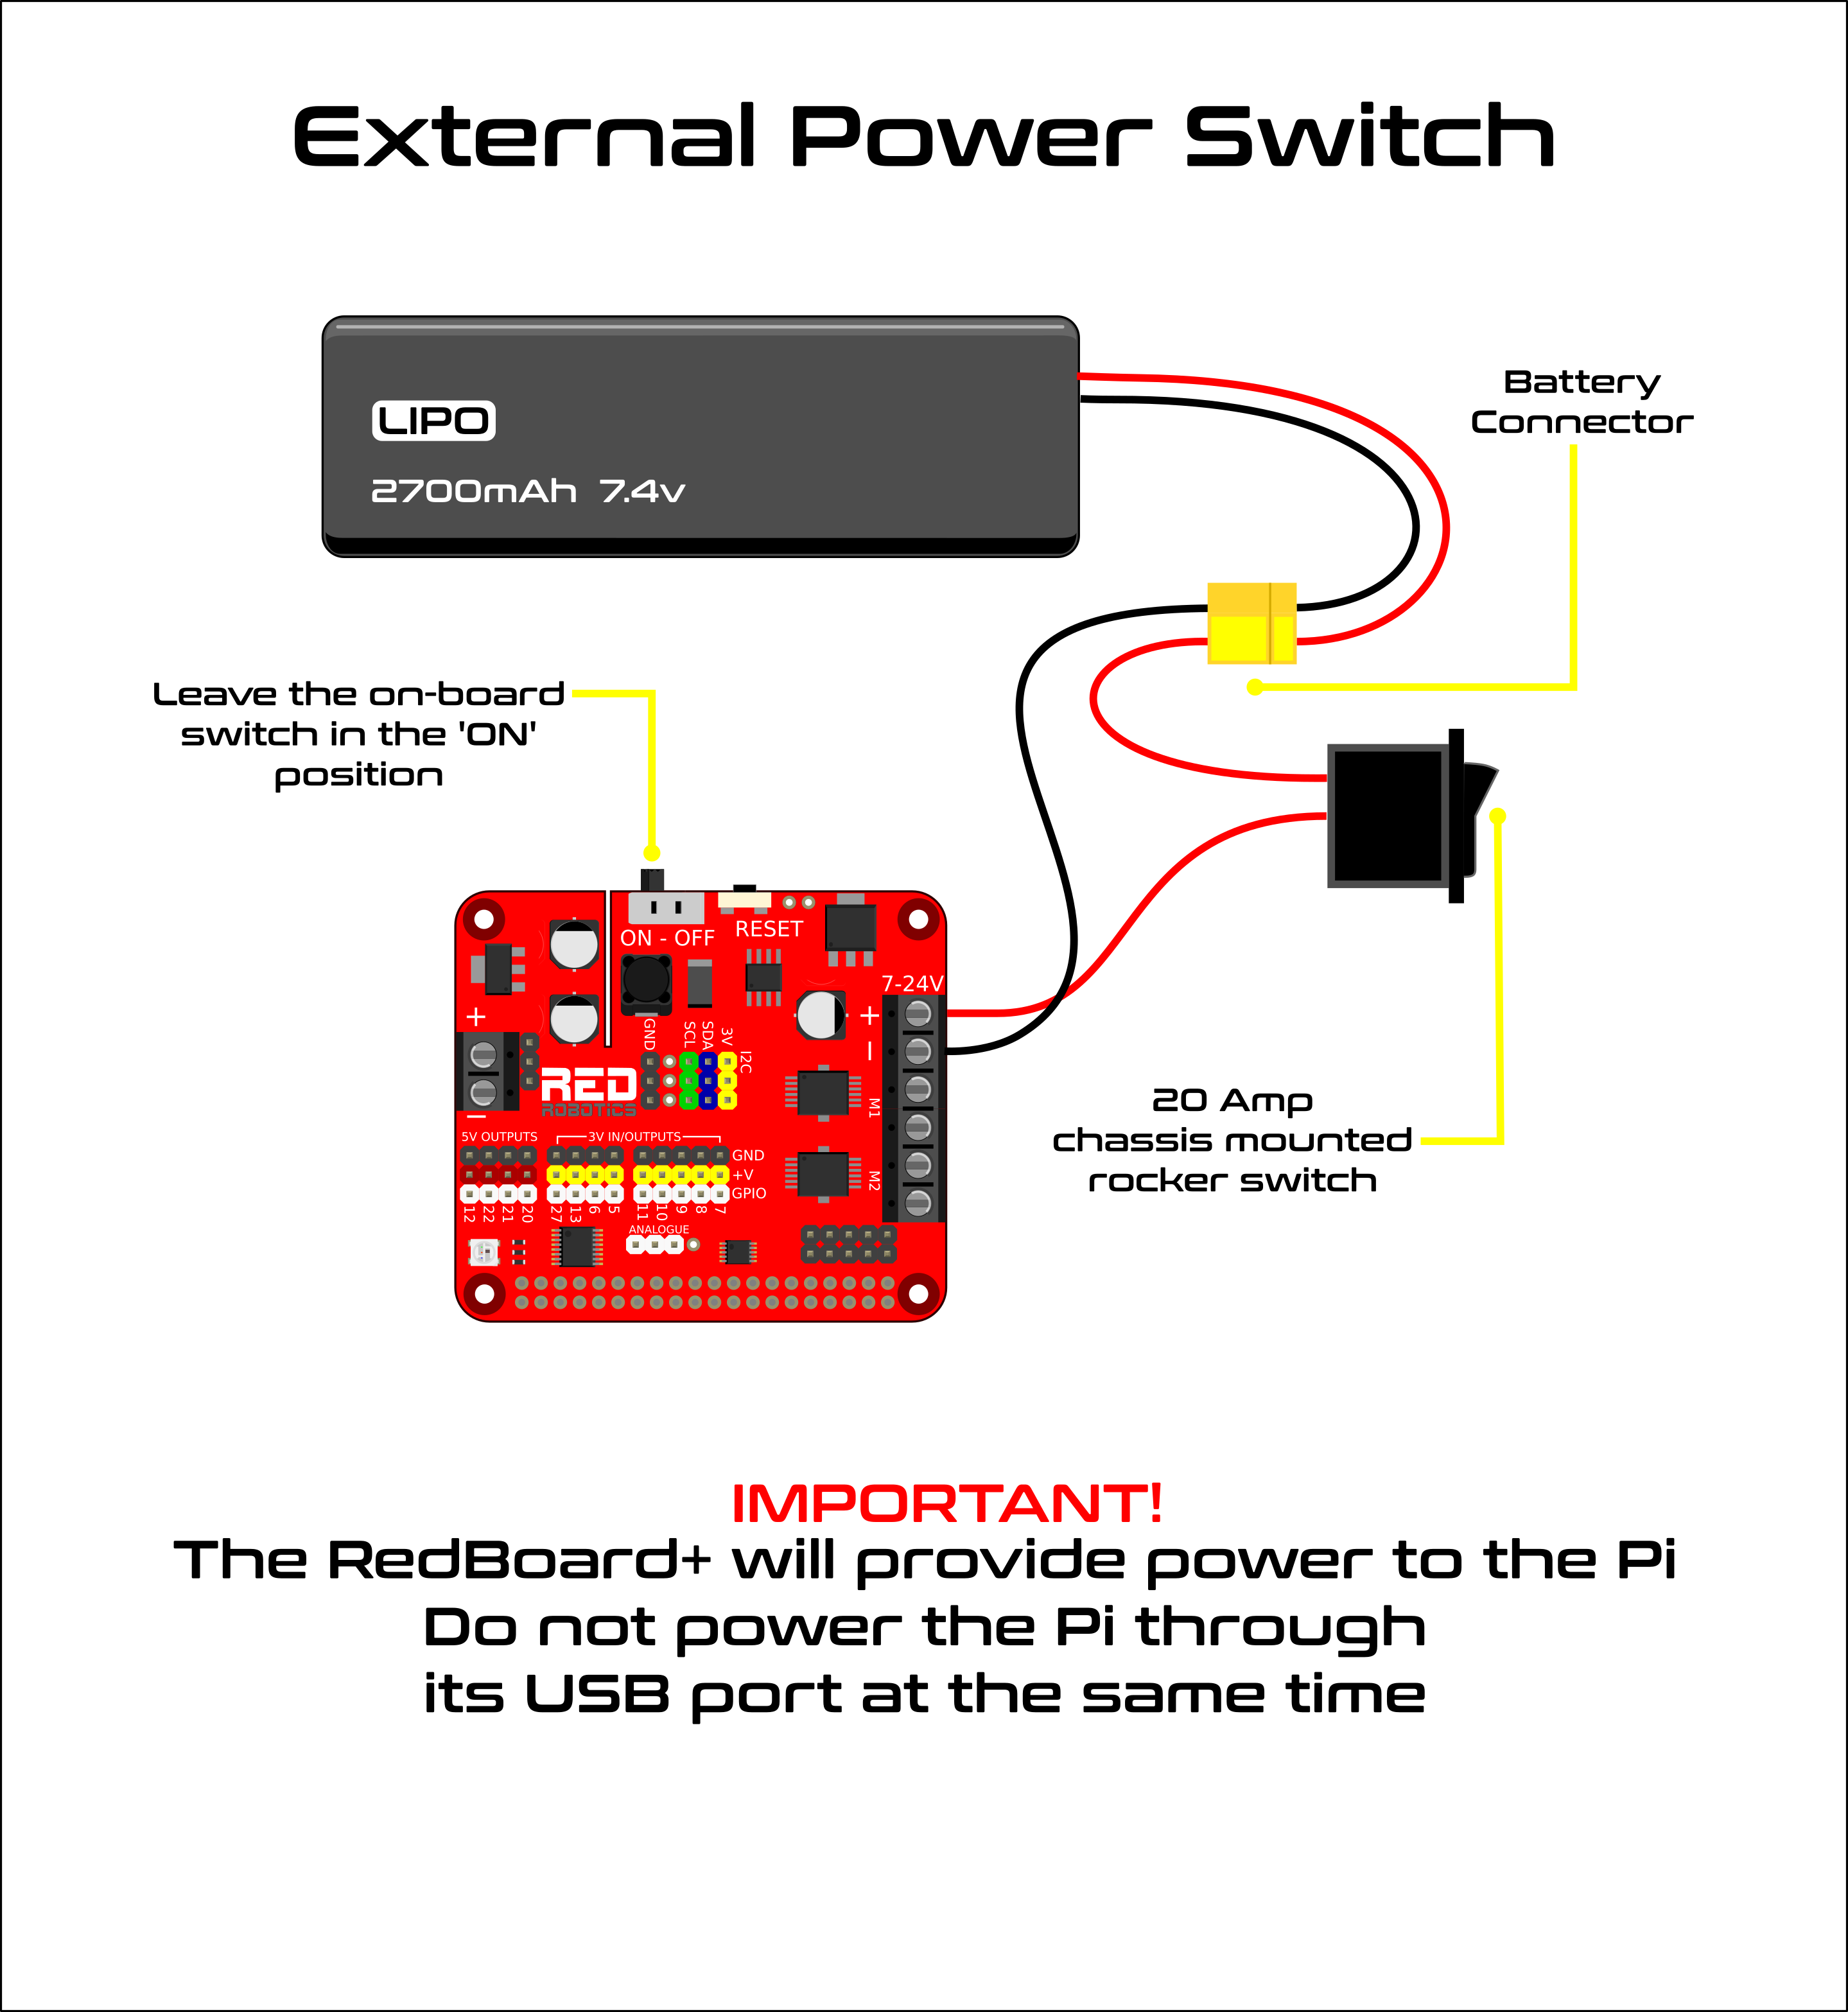 External Power Switch
LIPO
2700mAh 7.4v
Battery
Connector
Leave the on-board
switch in the 'ON'
position
ON - OFF
RESET
7-24V
+
−
+
−
GND
SCL
SDA
3V
I2C
RED
ROBOTICS
M1
M2
5V OUTPUTS
3V IN/OUTPUTS
GND
+V
GPIO
12 22 21 20 27 13 6 5 11 10 9 8 7
ANALOGUE
20 Amp
chassis mounted
rocker switch
IMPORTANT!
The RedBoard+ will provide power to the Pi
Do not power the Pi through
its USB port at the same time